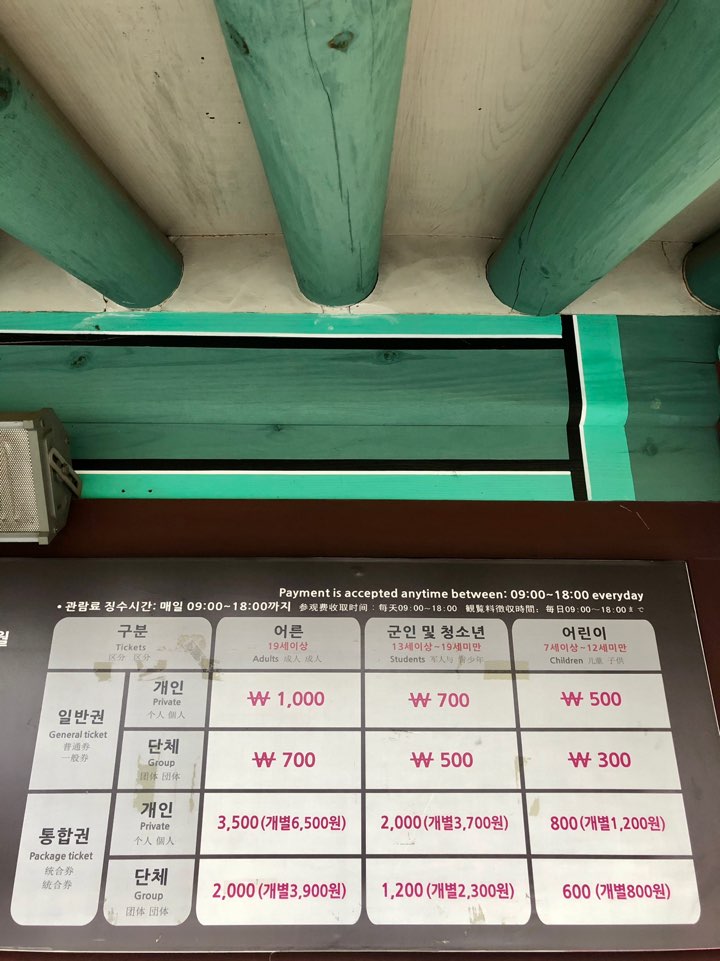 Payment is accepted anytime between: 09:00~18:00 everyday
• 관람료 징수시간: 매일 09:00~18:00까지 参观费收取时间：每天09:00~18:00 観覧料徴収時間：毎日09:00~18:00まで
월
구분 어른 군인 및 청소년 어린이
19세이상 13세이상~19세미만 7세이상~12세미만
Tickets Adults 成人 成人 Students 军人与 青少年 Children 儿童 子供
区分 区分
일반권
General ticket
普通券
一般券
개인
Private
个人 個人
₩ 1,000 ₩ 700 ₩ 500
단체
Group
团体 団体
₩ 700 ₩ 500 ₩ 300
통합권
Package ticket
统合券
統合券
개인
Private
个人 個人
3,500(개별6,500원) 2,000(개별3,700원) 800(개별1,200원)
단체
Group
团体 団体
2,000(개별3,900원) 1,200(개별2,300원) 600 (개별800원)